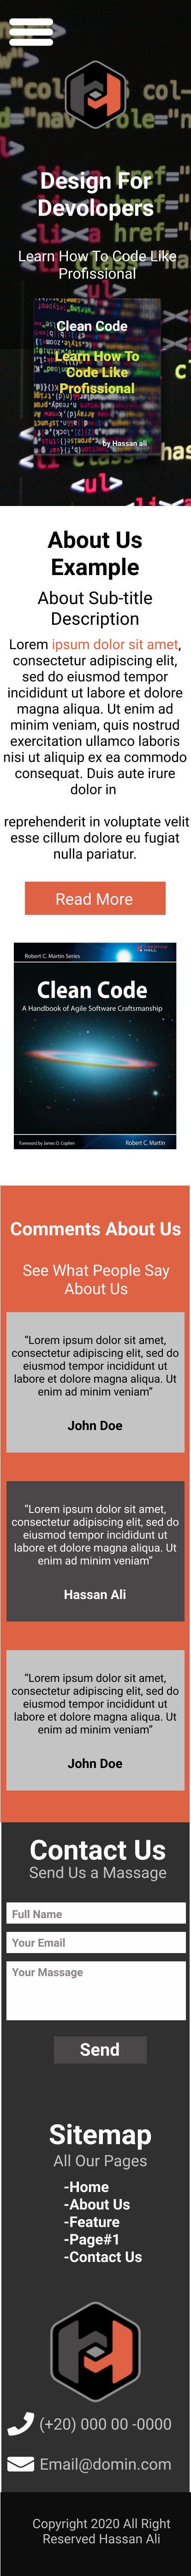 Design For
Devolopers
Learn How To Code Like
Profissional
Clean Code
Learn How To
Code Like
Profissional
by Hassan ali
About Us
Example
About Sub-title
Description
Lorem ipsum dolor sit amet,
consectetur adipiscing elit,
sed do eiusmod tempor
incididunt ut labore et dolore
magna aliqua. Ut enim ad
minim veniam, quis nostrud
exercitation ullamco laboris
nisi ut aliquip ex ea commodo
consequat. Duis aute irure
dolor in
reprehenderit in voluptate velit
esse cillum dolore eu fugiat
nulla pariatur.
Read More
PRENTICE
HALL
Robert C. Martin Series
Clean Code
A Handbook of Agile Software Craftsmanship
Foreword by James O. Coplien
Robert C. Martin
Comments About Us
See What People Say
About Us
“Lorem ipsum dolor sit amet,
consectetur adipiscing elit, sed do
eiusmod tempor incididunt ut
labore et dolore magna aliqua. Ut
enim ad minim veniam”
John Doe
“Lorem ipsum dolor sit amet,
consectetur adipiscing elit, sed do
eiusmod tempor incididunt ut
labore et dolore magna aliqua. Ut
enim ad minim veniam”
Hassan Ali
“Lorem ipsum dolor sit amet,
consectetur adipiscing elit, sed do
eiusmod tempor incididunt ut
labore et dolore magna aliqua. Ut
enim ad minim veniam”
John Doe
Contact Us
Send Us a Massage
Full Name
Your Email
Your Massage
Send
Sitemap
All Our Pages
-Home
-About Us
-Feature
-Page#1
-Contact Us
(+20) 000 00 -0000
Email@domin.com
Copyright 2020 All Right
Reserved Hassan Ali